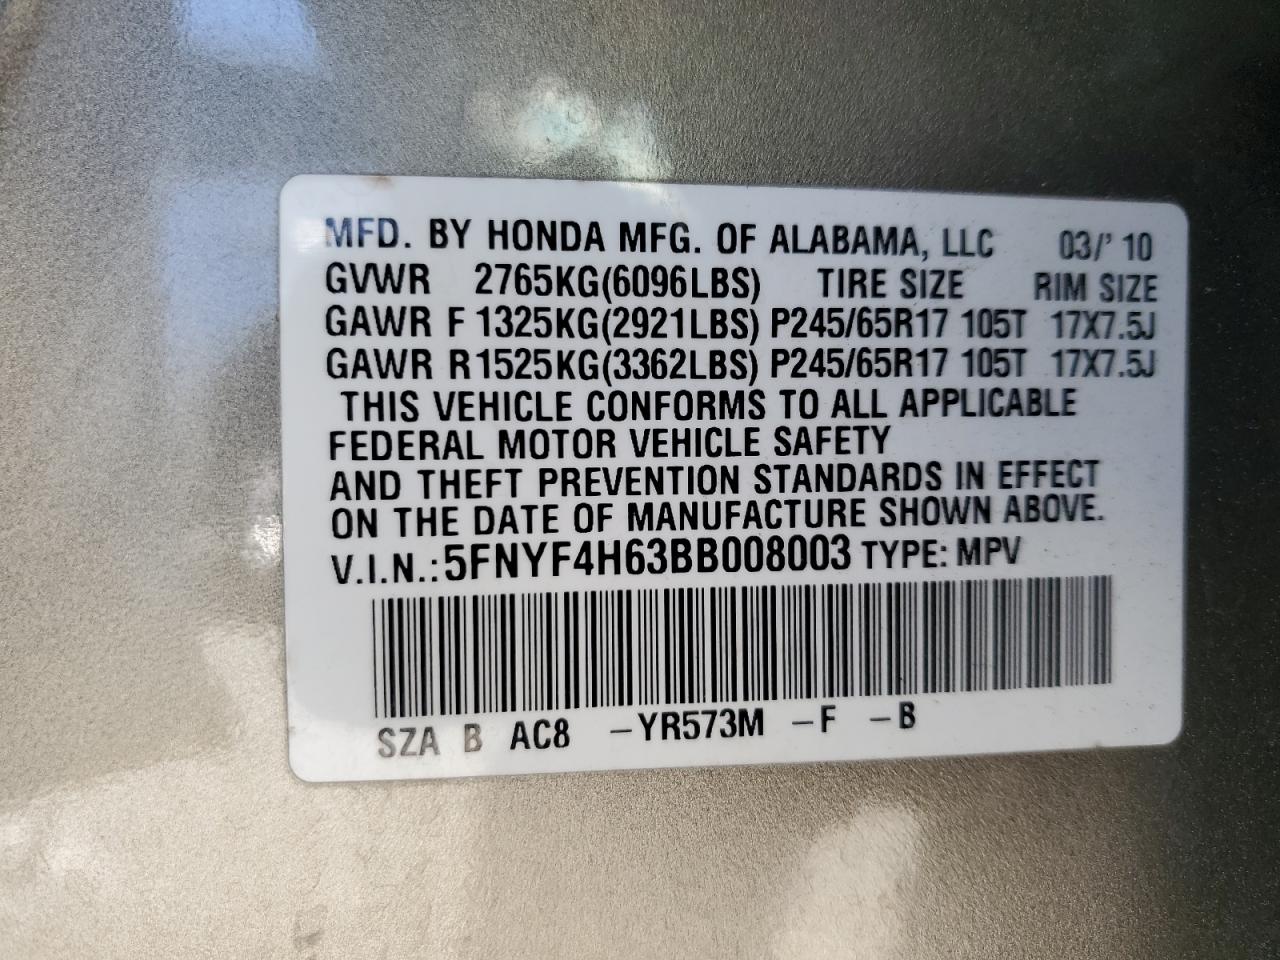 MFD. BY HONDA MFG. OF ALABAMA, LLC 03/' 10
GVWR 2765KG(6096LBS) TIRE SIZE RIM SIZE
GAWR F 1325KG(2921LBS) P245/65R17 105T 17X7.5J
GAWR R 1525KG(3362LBS) P245/65R17 105T 17X7.5J
THIS VEHICLE CONFORMS TO ALL APPLICABLE
FEDERAL MOTOR VEHICLE SAFETY
AND THEFT PREVENTION STANDARDS IN EFFECT
ON THE DATE OF MANUFACTURE SHOWN ABOVE.
V.I.N.: 5FNYF4H63BB008003 TYPE: MPV
SZA B AC8 –YR573M –F –B